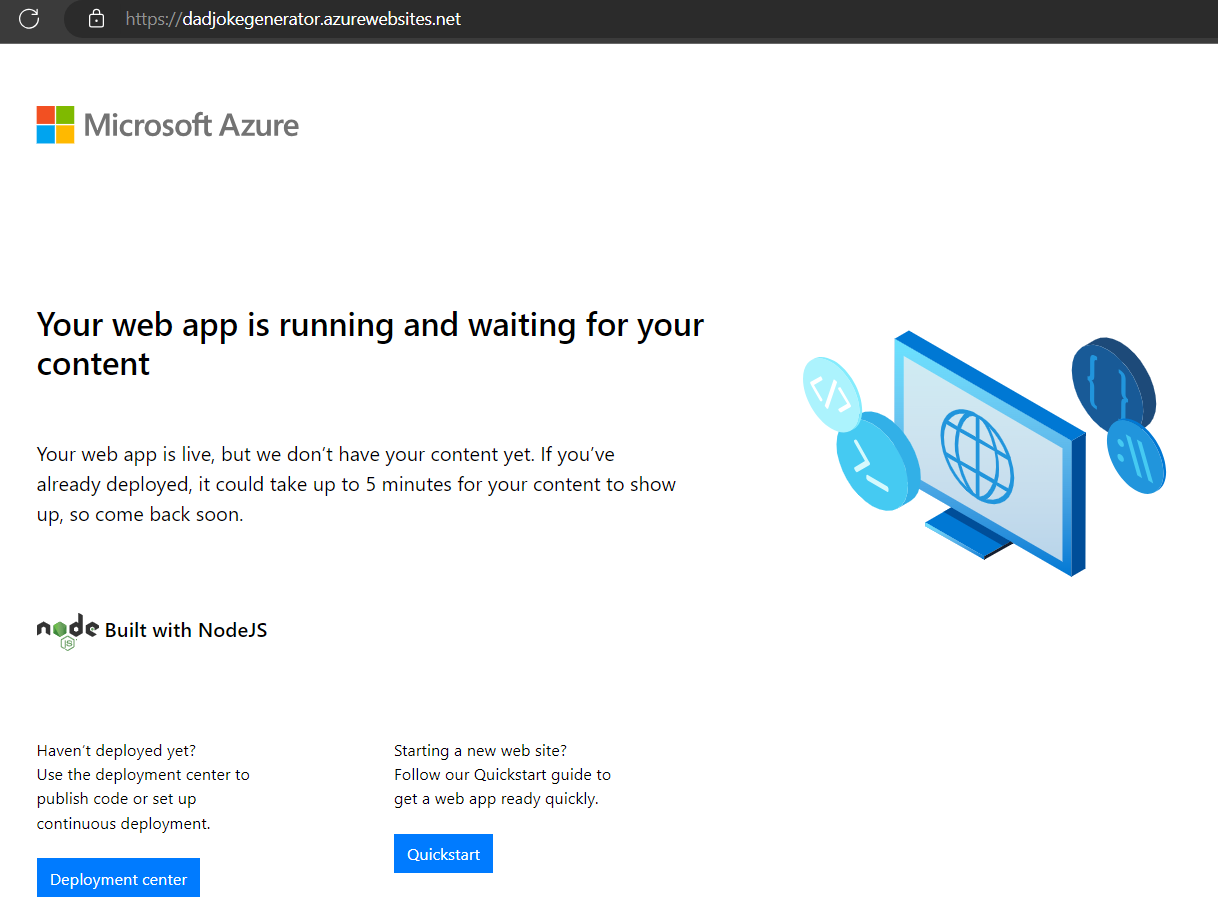 https://dadjokegenerator.azurewebsites.net
Microsoft Azure
Your web app is running and waiting for your
content
Your web app is live, but we don’t have your content yet. If you’ve
already deployed, it could take up to 5 minutes for your content to show
up, so come back soon.
node
JS
Built with NodeJS
Haven’t deployed yet?
Use the deployment center to
publish code or set up
continuous deployment.
Deployment center
Starting a new web site?
Follow our Quickstart guide to
get a web app ready quickly.
Quickstart